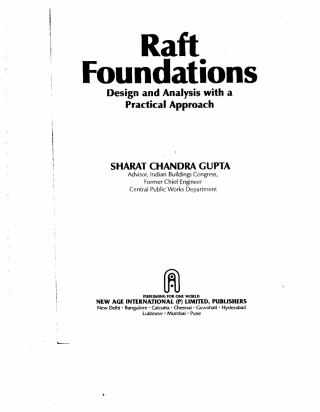 Raft
Foundations
Design and Analysis with a
Practical Approach
SHARAT CHANDRA GUPTA
Advisor, Indian Buildings Congress,
Former Chief Engineer
Central Public Works Department
PUBLISHING FOR ONE WORLD
NEW AGE INTERNATIONAL (P) LIMITED, PUBLISHERS
New Delhi • Bangalore • Calcutta • Chennai • Guwahati • Hyderabad
Lukhnow • Mumbai • Pune